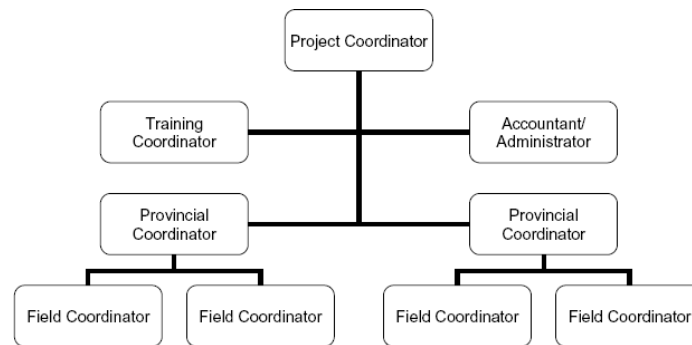 Project Coordinator
Training
Coordinator
Accountant/
Administrator
Provincial
Coordinator
Provincial
Coordinator
Field Coordinator
Field Coordinator
Field Coordinator
Field Coordinator